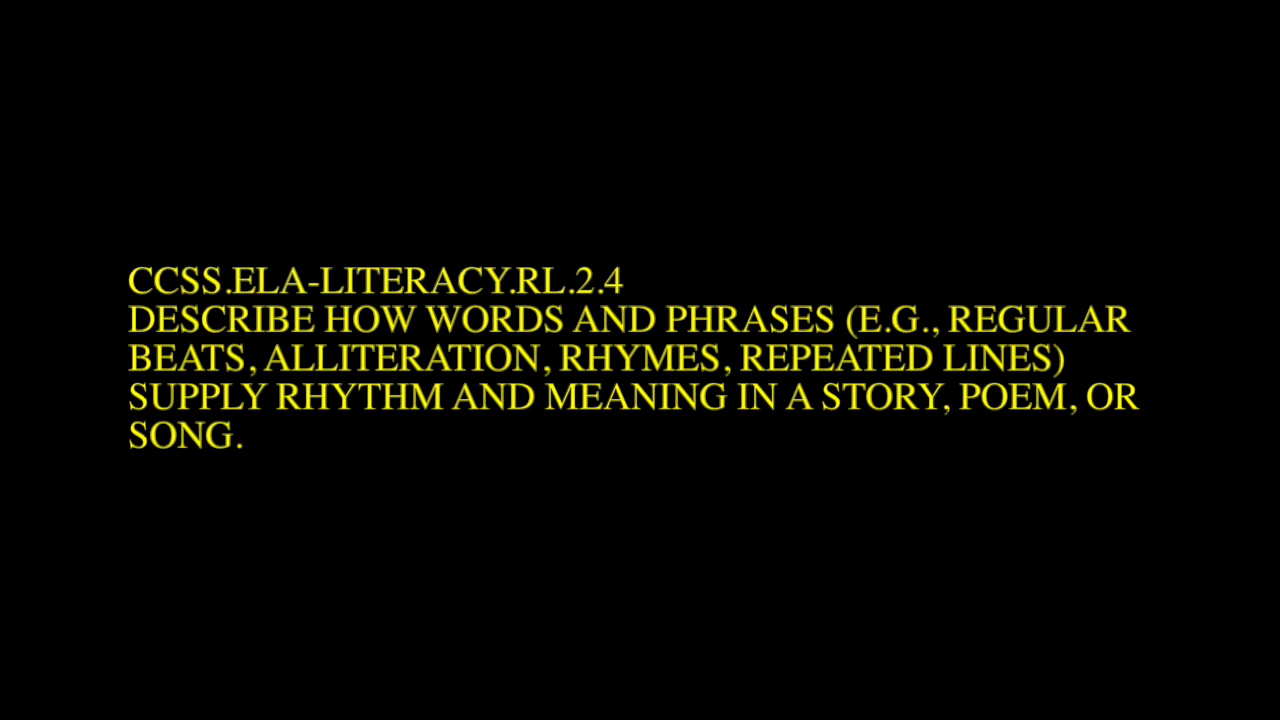 CCSS.ELA-LITERACY.RL.2.4
DESCRIBE HOW WORDS AND PHRASES (E.G., REGULAR
BEATS, ALLITERATION, RHYMES, REPEATED LINES)
SUPPLY RHYTHM AND MEANING IN A STORY, POEM, OR
SONG.